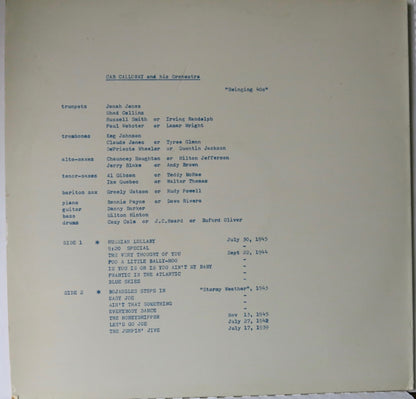 CAB CALLOWAY and his Orchestra
"Swinging 40s"
trumpets Jonah Jones
Shad Collins
Russell Smith or Irving Randolph
Paul Webster or Lamar Wright
trombones Keg Johnson
Claude Jones or Tyree Glenn
DePriests Wheeler or Quentin Jackson
alto-saxes Chauncey Haughton or Hilton Jefferson
Jerry Blake or Andy Brown
tenor-saxes Al Gibson or Teddy McRae
Ike Quebec or Walter Thomas
bariton sax Greely Watson or Rudy Powell
piano Bennie Payne or Dave Rivera
guitar Danny Barker
bass Milton Hinton
drums Cozy Cole or J.C.Heard or Buford Oliver
SIDE 1 * RUSSIAN LULLABY July 30, 1945
9:20 SPECIAL "
THE VERY THOUGHT OF YOU Sept 22, 1944
FOO A LITTLE BALLY-HOO "
IS YOU IS OR IS YOU AIN'T MY BABY "
FRANTIC IN THE ATLANTIC "
BLUE SKIES "
SIDE 2 * BOJANGLES STEPS IN "Stormy Weather", 1943
EASY JOE "
AIN'T THAT SOMETHING "
EVERYBODY DANCE "
THE HONEYDRIPPER Nov 13, 1945
LET'S GO JOE July 27, 1942
THE JUMPIN' JIVE July 17, 1939